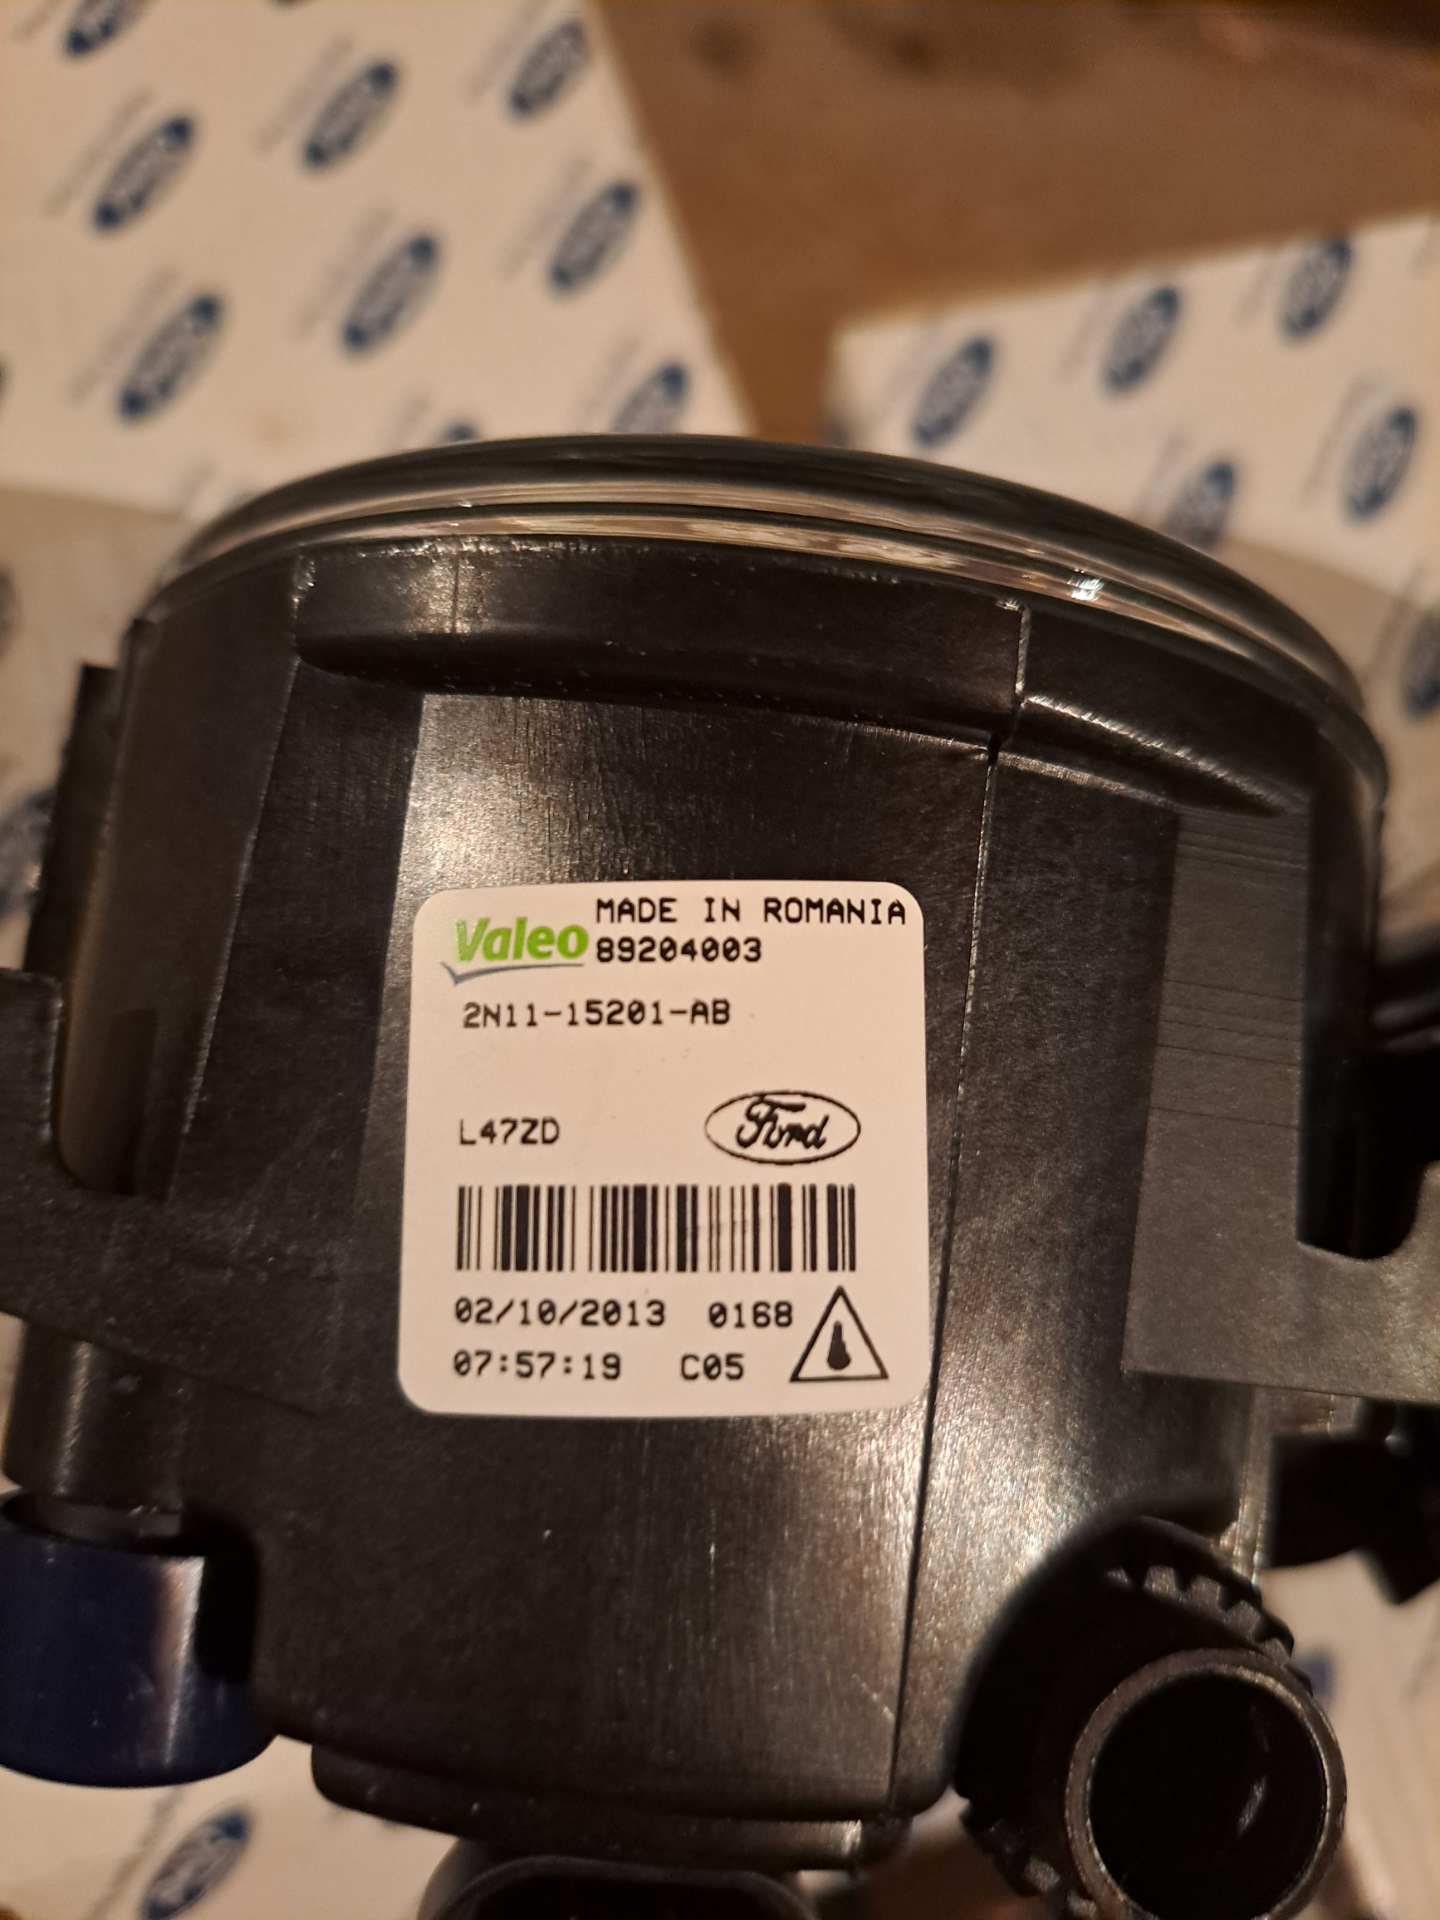 Valeo MADE IN ROMANIA
89204003
2N11-15201-AB
L47ZD Ford
02/10/2013 0168
07:57:19 C05